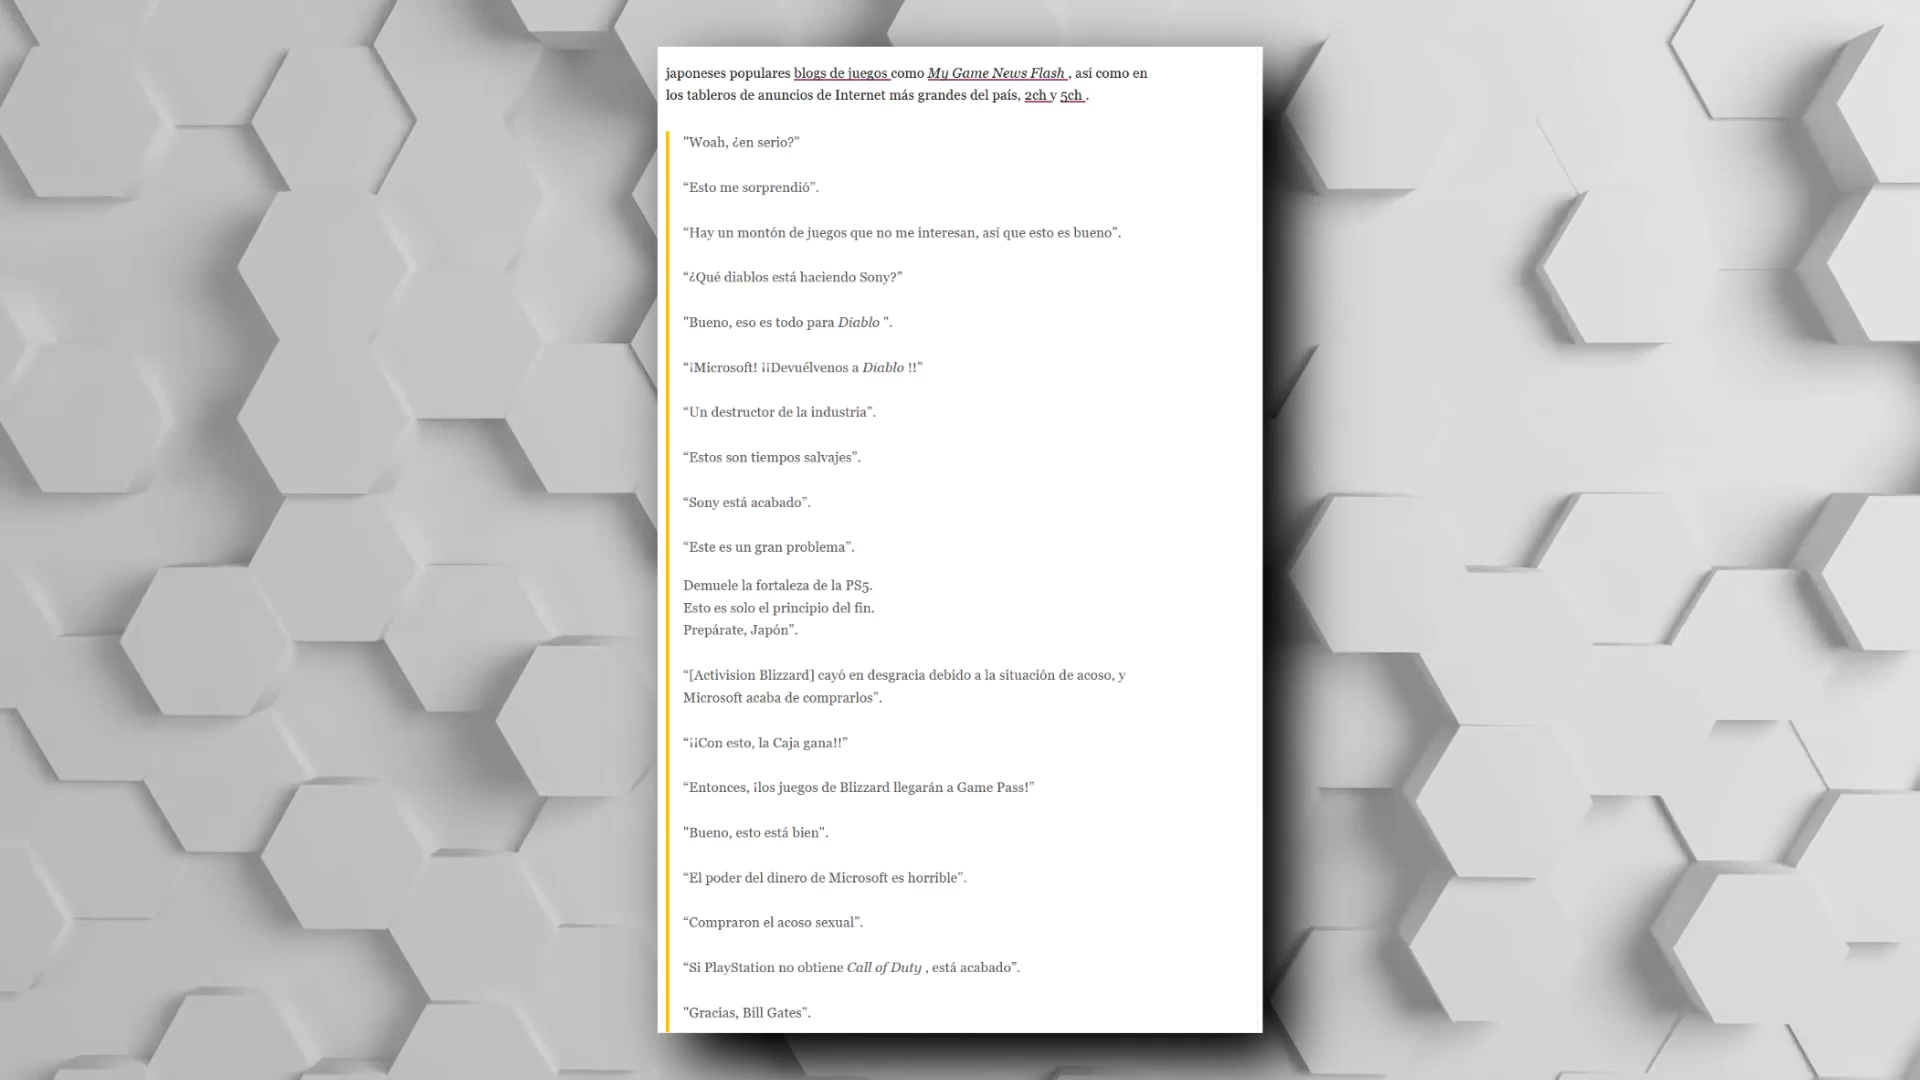 japoneses populares blogs de juegos como My Game News Flash , así como en
los tableros de anuncios de Internet más grandes del país, 2ch y 5ch .
"Woah, ¿en serio?"
“Esto me sorprendió”.
“Hay un montón de juegos que no me interesan, así que esto es bueno”.
“¿Qué diablos está haciendo Sony?”
"Bueno, eso es todo para Diablo ".
“¡Microsoft! ¡¡Devuélvenos a Diablo !!”
“Un destructor de la industria”.
“Estos son tiempos salvajes”.
“Sony está acabado”.
“Este es un gran problema”.
Demuele la fortaleza de la PS5.
Esto es solo el principio del fin.
Prepárate, Japón”.
“[Activision Blizzard] cayó en desgracia debido a la situación de acoso, y
Microsoft acaba de comprarlos”.
“¡¡Con esto, la Caja gana!!”
“Entonces, ¡los juegos de Blizzard llegarán a Game Pass!”
"Bueno, esto está bien".
“El poder del dinero de Microsoft es horrible”.
“Compraron el acoso sexual”.
“Si PlayStation no obtiene Call of Duty , está acabado”.
"Gracias, Bill Gates".